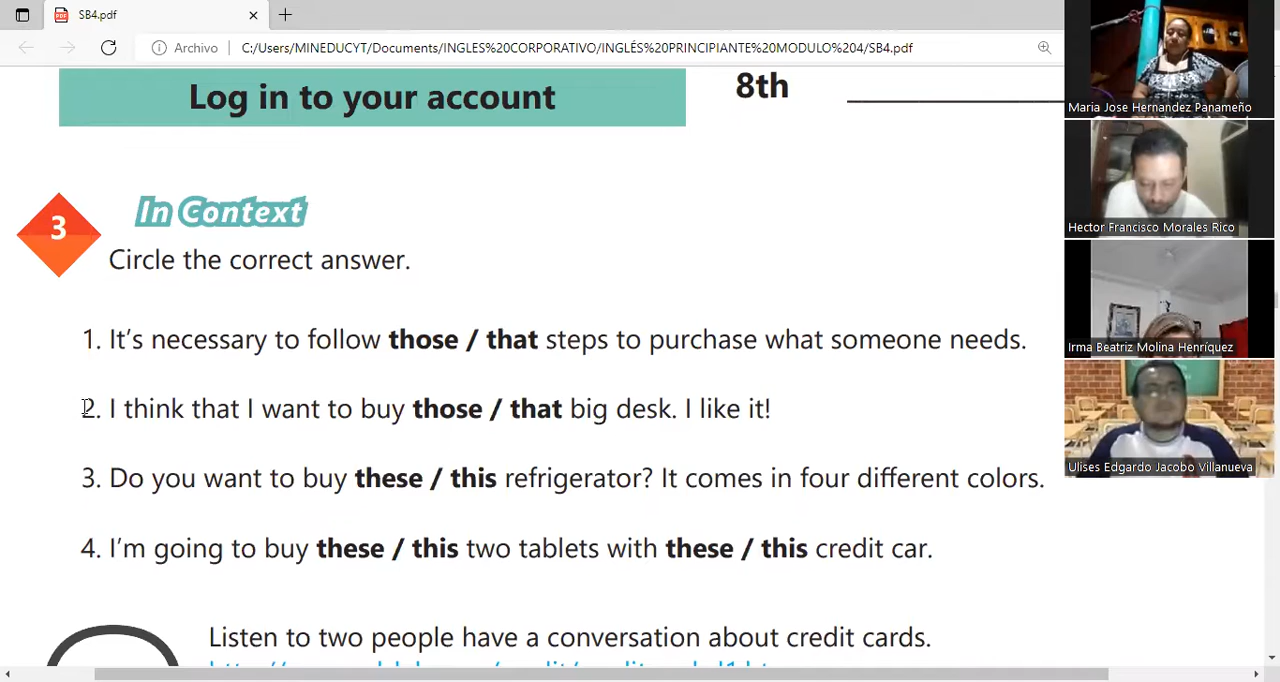 SB4.pdf
Archivo
C:/Users/MINEDUCYT/Documents/INGLES%20CORPORATIVO/INGLÉS%20PRINCIPIANTE%20MODULO%204/SB4.pdf
Log in to your account
8th
3
In Context
Circle the correct answer.
1. It's necessary to follow those / that steps to purchase what someone needs.
2. I think that I want to buy those / that big desk. I like it!
3. Do you want to buy these / this refrigerator? It comes in four different colors.
4. I'm going to buy these / this two tablets with these / this credit car.
Listen to two people have a conversation about credit cards.
Maria Jose Hernandez Panameño
Hector Francisco Morales Rico
Irma Beatriz Molina Henríquez
Ulises Edgardo Jacobo Villanueva